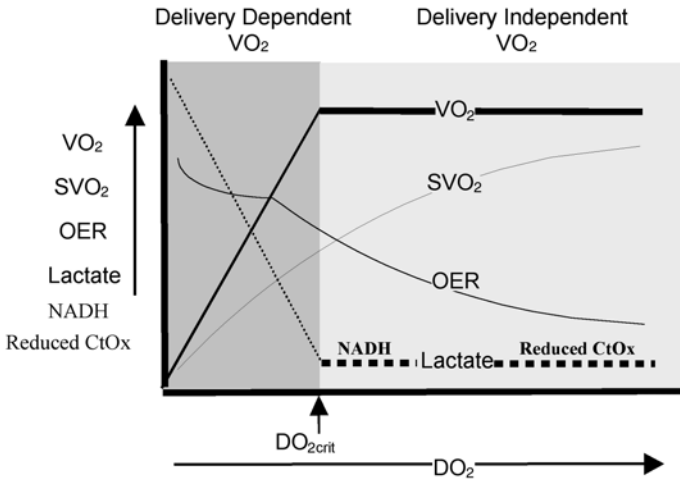 Delivery Dependent
VO₂
Delivery Independent
VO₂
VO₂
SVO₂
OER
Lactate
NADH
Reduced CtOx
VO₂
SVO₂
OER
NADH
Lactate
Reduced CtOx
DO₂crit
DO₂